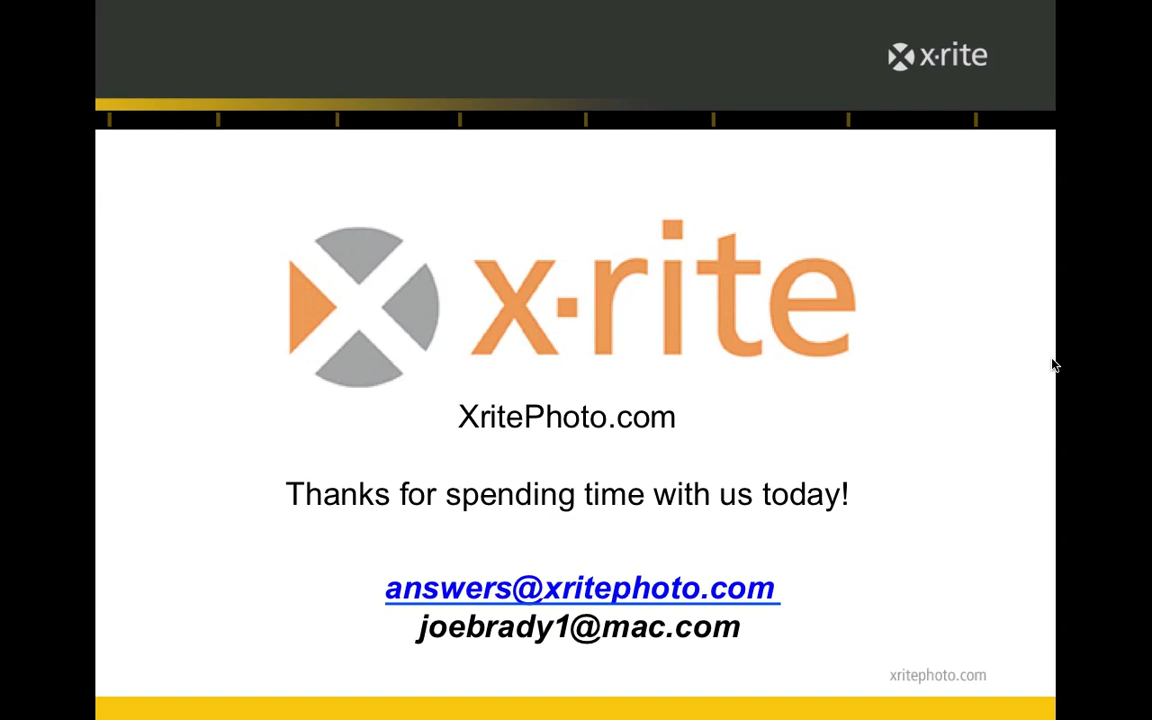 x·rite
x·rite
XritePhoto.com
Thanks for spending time with us today!
answers@xritephoto.com
joebrady1@mac.com
xritephoto.com